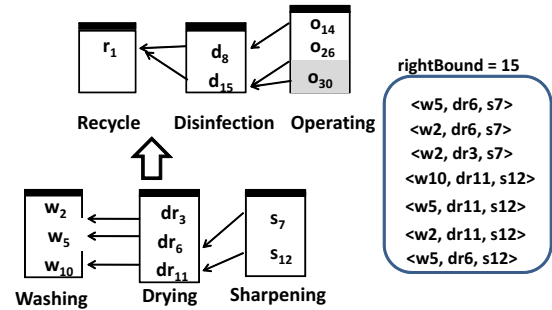 r1
d8
d15
o14
o26
o30
Recycle Disinfection Operating
w2
w5
w10
dr3
dr6
dr11
s7
s12
Washing Drying Sharpening
rightBound = 15
<w5, dr6, s7>
<w2, dr6, s7>
<w2, dr3, s7>
<w10, dr11, s12>
<w5, dr11, s12>
<w2, dr11, s12>
<w5, dr6, s12>